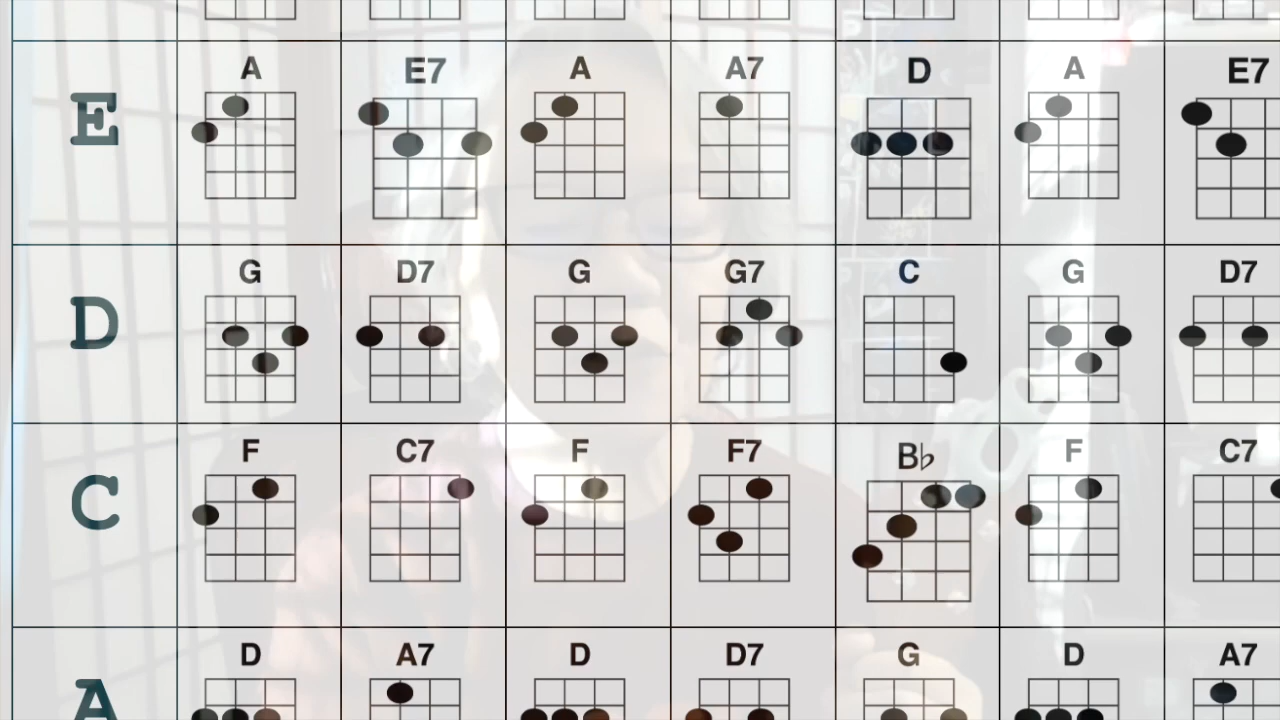 E A E7 A A7 D A E7
D G D7 G G7 C G D7
C F C7 F F7 B♭ F C7
A D A7 D D7 G D A7